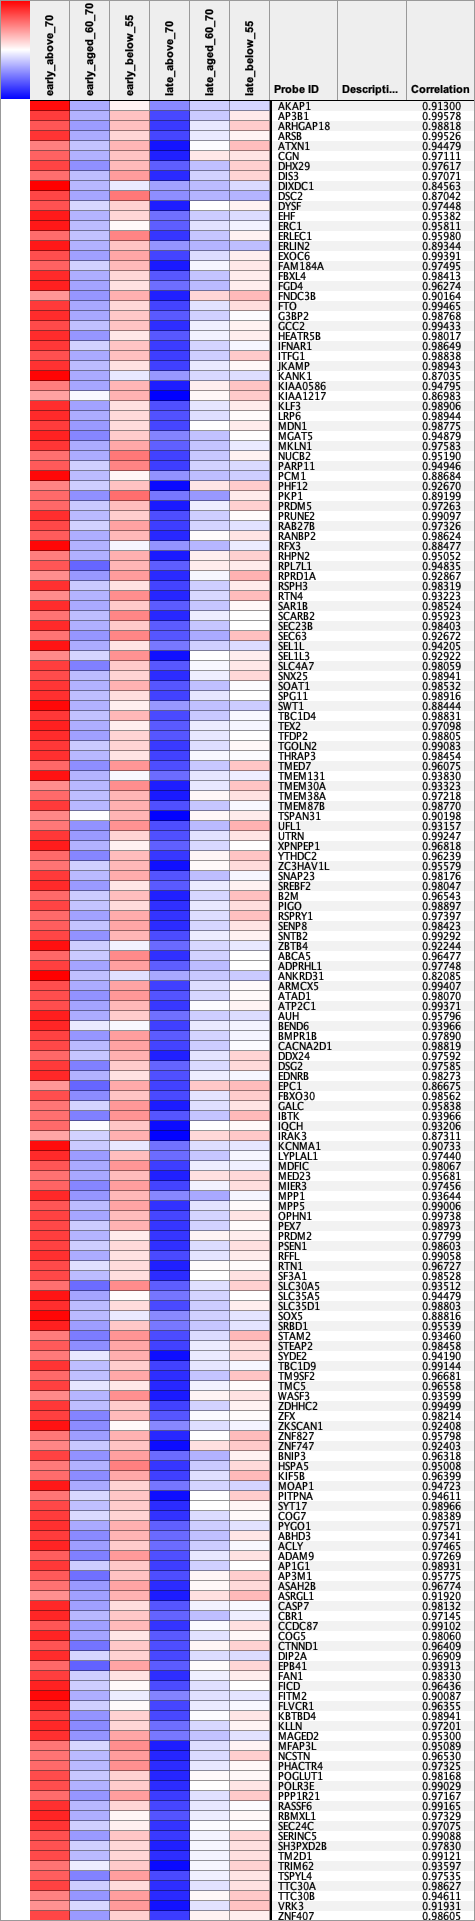 early_above_70
early_aged_60_70
early_below_55
late_above_70
late_aged_60_70
late_below_55
Probe ID Descripti... Correlation
AKAP1 0.91300
AP3B1 0.99578
ARHGAP18 0.98818
ARSB 0.99526
ATXN1 0.94479
CGN 0.97111
DHX29 0.97617
DIS3 0.97071
DIXDC1 0.84563
DSC2 0.87042
DYSF 0.97448
EHF 0.95382
ERC1 0.95811
ERLEC1 0.95980
ERLIN2 0.89344
EXOC6 0.99391
FAM184A 0.97495
FBXL4 0.98413
FGD4 0.96274
FNDC3B 0.90164
FTO 0.99465
G3BP2 0.98768
GCC2 0.99433
HEATR5B 0.98017
IFNAR1 0.98649
ITFG1 0.98838
JKAMP 0.98943
KANK1 0.87035
KIAA0586 0.94795
KIAA1217 0.86983
KLF3 0.98906
LRP6 0.98944
MDN1 0.98775
MGAT5 0.94879
MKLN1 0.97583
NUCB2 0.95190
PARP11 0.94946
PCM1 0.88684
PHF12 0.92670
PKP1 0.89199
PRDM5 0.97263
PRUNE2 0.99097
RAB27B 0.97326
RANBP2 0.98624
RFX3 0.88477
RHPN2 0.95052
RPL7L1 0.94835
RPRD1A 0.92867
RSPH3 0.98319
RTN4 0.93223
SAR1B 0.98524
SCARB2 0.95923
SEC23B 0.98403
SEC63 0.92672
SEL1L 0.94205
SEL1L3 0.92922
SLC4A7 0.98059
SNX25 0.98941
SOAT1 0.98532
SPG11 0.98916
SWT1 0.88444
TBC1D4 0.98831
TEX2 0.97098
TFDP2 0.98805
TGOLN2 0.99083
THRAP3 0.98454
TMED7 0.96075
TMEM131 0.93830
TMEM30A 0.93323
TMEM38A 0.97218
TMEM87B 0.98770
TSPAN31 0.90198
UFL1 0.93157
UTRN 0.99247
XPNPEP1 0.96818
YTHDC2 0.96239
ZC3HAV1L 0.95579
SNAP23 0.98176
SREBF2 0.98047
B2M 0.96543
PIGO 0.98897
RSPRY1 0.97397
SENP8 0.98423
SNTB2 0.99292
ZBTB4 0.92244
ABCA5 0.96477
ADPRHL1 0.97748
ANKRD31 0.82085
ARMCX5 0.99407
ATAD1 0.98070
ATP2C1 0.99371
AUH 0.95796
BEND6 0.93966
BMPR1B 0.97890
CACNA2D1 0.98819
DDX24 0.97592
DSG2 0.97585
EDNRB 0.98273
EPC1 0.86675
FBXO30 0.98562
GALC 0.95838
IBTK 0.93966
IQCH 0.93206
IRAK3 0.87311
KCNMA1 0.90733
LYPLAL1 0.97440
MDFIC 0.98067
MED23 0.95681
MIER3 0.97456
MPP1 0.93644
MPP5 0.99006
OPHN1 0.99738
PEX7 0.98973
PRDM2 0.97799
PSEN1 0.98603
RFFL 0.99058
RTN1 0.96727
SF3A1 0.98528
SLC30A5 0.93512
SLC35A5 0.94479
SLC35D1 0.98803
SOX5 0.88816
SRBD1 0.95539
STAM2 0.93460
STEAP2 0.98458
SYDE2 0.94190
TBC1D9 0.99144
TM9SF2 0.96681
TMC5 0.96558
WASF3 0.93599
ZDHHC2 0.99499
ZFX 0.98214
ZKSCAN1 0.92408
ZNF827 0.95798
ZNF747 0.92403
BNIP3 0.96318
HSPA5 0.95008
KIF5B 0.96399
MOAP1 0.94723
PITPNA 0.94611
SYT17 0.98966
COG7 0.98389
PYGO1 0.97571
ABHD3 0.97341
ACLY 0.97465
ADAM9 0.97269
AP1G1 0.98931
AP3M1 0.95775
ASAH2B 0.96774
ASRGL1 0.91920
CASP7 0.98132
CBR1 0.97145
CCDC87 0.99102
COG5 0.98060
CTNND1 0.96409
DIP2A 0.96909
EPB41 0.93913
FAN1 0.98330
FICD 0.96436
FITM2 0.90087
FLVCR1 0.96355
KBTBD4 0.98941
KLLN 0.97201
MAGED2 0.95300
MFAP3L 0.95089
NCSTN 0.96530
PHACTR4 0.97325
POGLUT1 0.98168
POLR3E 0.99029
PPP1R21 0.97167
RASSF6 0.99165
RBMXL1 0.97329
SEC24C 0.97075
SERINC5 0.99088
SH3PXD2B 0.97830
TM2D1 0.99121
TRIM62 0.93597
TSPYL4 0.97535
TTC30A 0.98627
TTC30B 0.94611
VRK3 0.91931
ZNF407 0.98605